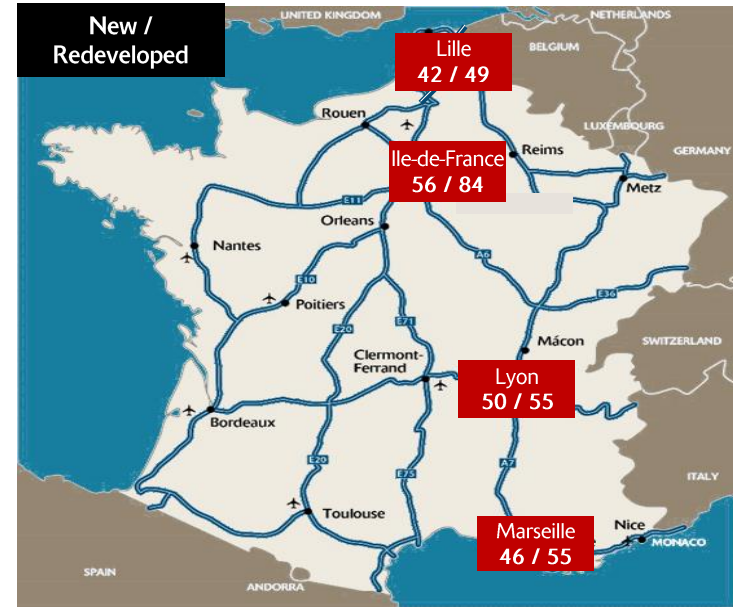 New /
Redeveloped
UNITED KINGDOM
NETHERLANDS
BELGIUM
Lille
42 / 49
Rouen
LUXEMBOURG
Reims
GERMANY
Ile-de-France
56 / 84
Metz
E11
Orleans
Nantes
A6
E10
E36
Poitiers
E20
E71
Mácon
SWITZERLAND
Clermont-
Ferrand
Lyon
50 / 55
Bordeaux
E20
E75
A7
ITALY
Toulouse
Marseille
46 / 55
Nice
MONACO
SPAIN
ANDORRA